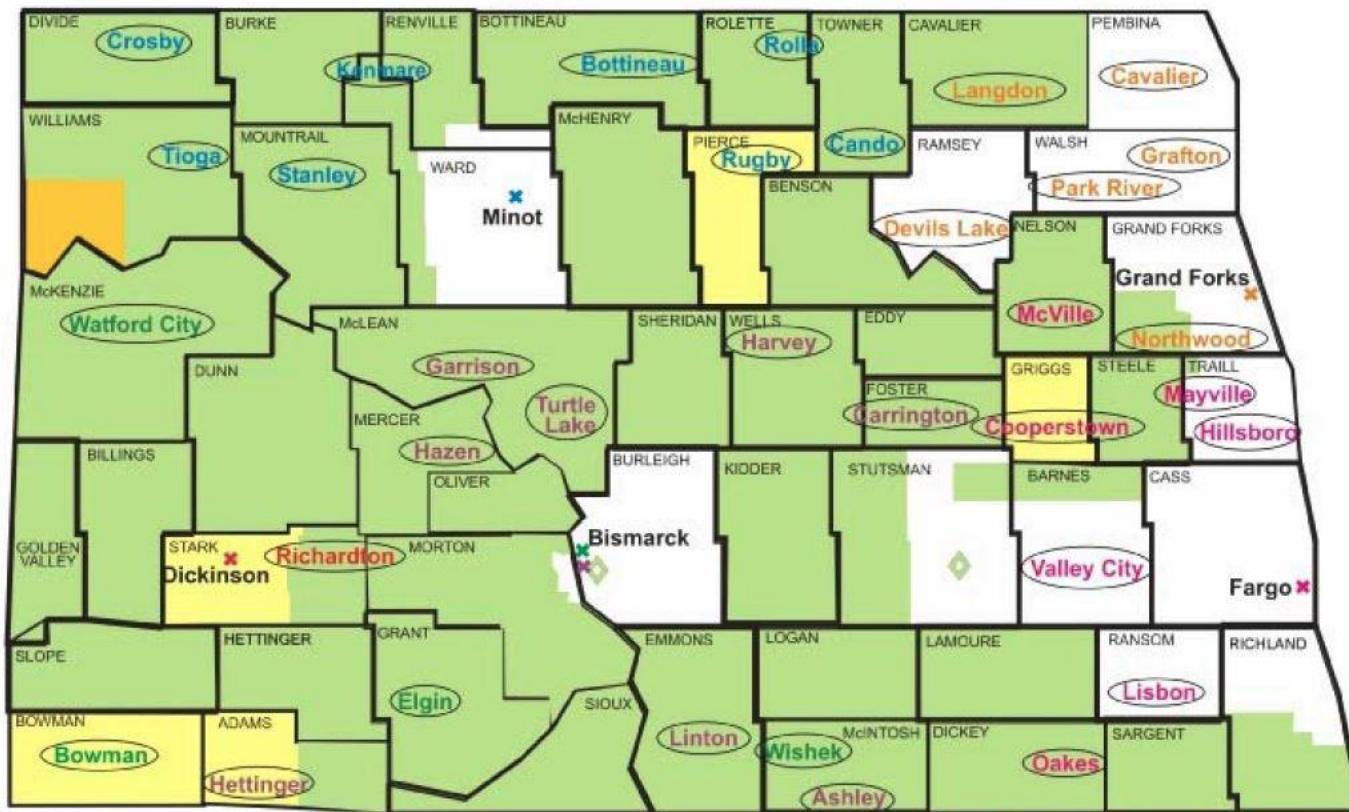 DIVIDE
Crosby
BURKE
RENVILLE
Kenmare
BOTTINEAU
Bottineau
ROLETTE
Rolla
TOWNER
CAVALIER
Langdon
PEMBINA
Cavalier
WILLIAMS
Tioga
MOUNTRAIL
Stanley
WARD
Minot
McHENRY
PIERCE
Rugby
Cando
BENSON
RAMSEY
Devils Lake
WALSH
Grafton
Park River
NELSON
McVille
GRAND FORKS
Grand Forks
Northwood
McKENZIE
Watford City
DUNN
McLEAN
Garrison
Turtle
Lake
MERCER
Hazen
OLIVER
SHERIDAN
WELLS
Harvey
EDDY
FOSTER
Carrington
GRIGGS
Cooperstown
STEELE
TRAILL
Mayville
Hillsboro
GOLDEN
VALLEY
BILLINGS
STARK
Dickinson
Richardton
MORTON
BURLEIGH
Bismarck
KIDDER
STUTSMAN
BARNES
Valley City
CASS
Fargo
SLOPE
HETTINGER
GRANT
Elgin
SIOUX
EMMONS
Linton
LOGAN
LAMOURE
RANSOM
Lisbon
RICHLAND
BOWMAN
Bowman
ADAMS
Hettinger
McINTOSH
Wishek
Ashley
DICKEY
Oakes
SARGENT